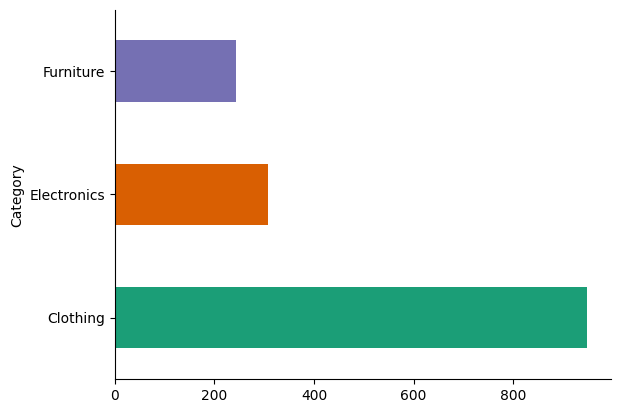 Furniture
Electronics
Clothing
Category
0 200 400 600 800